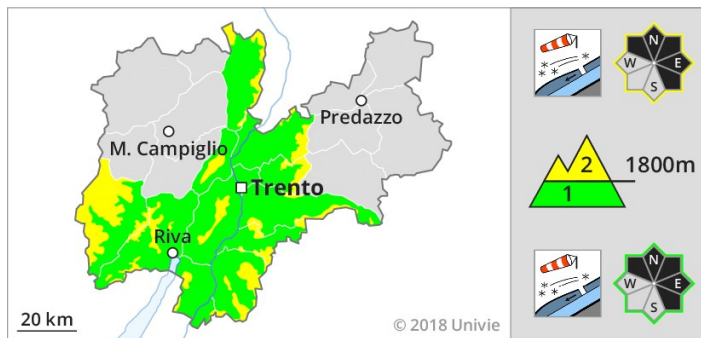 Predazzo
M. Campiglio
Trento
Riva
20 km
© 2018 Univie
N
W E
S
2 1800m
1
N
W E
S